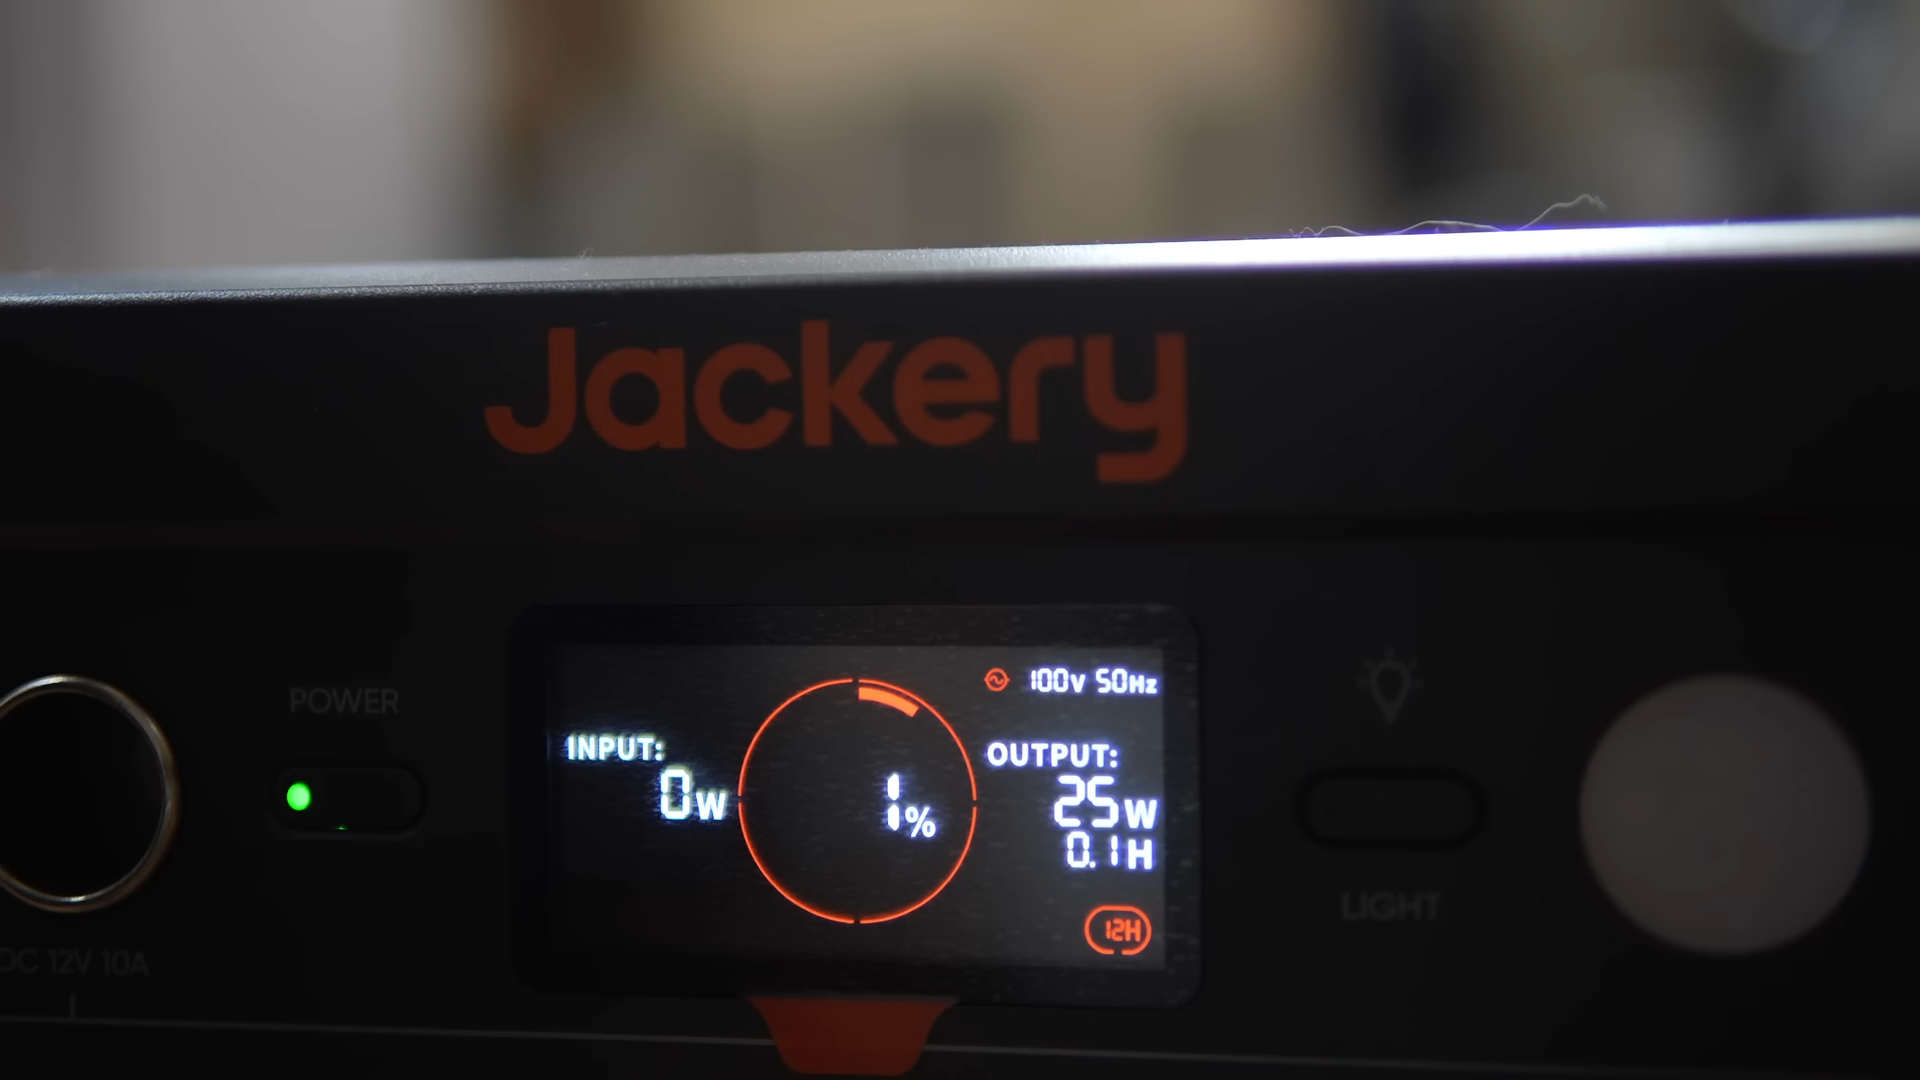 Jackery
POWER
INPUT:
0W
1%
100V 50Hz
OUTPUT:
25W
0.1H
12H
LIGHT
DC 12V 10A